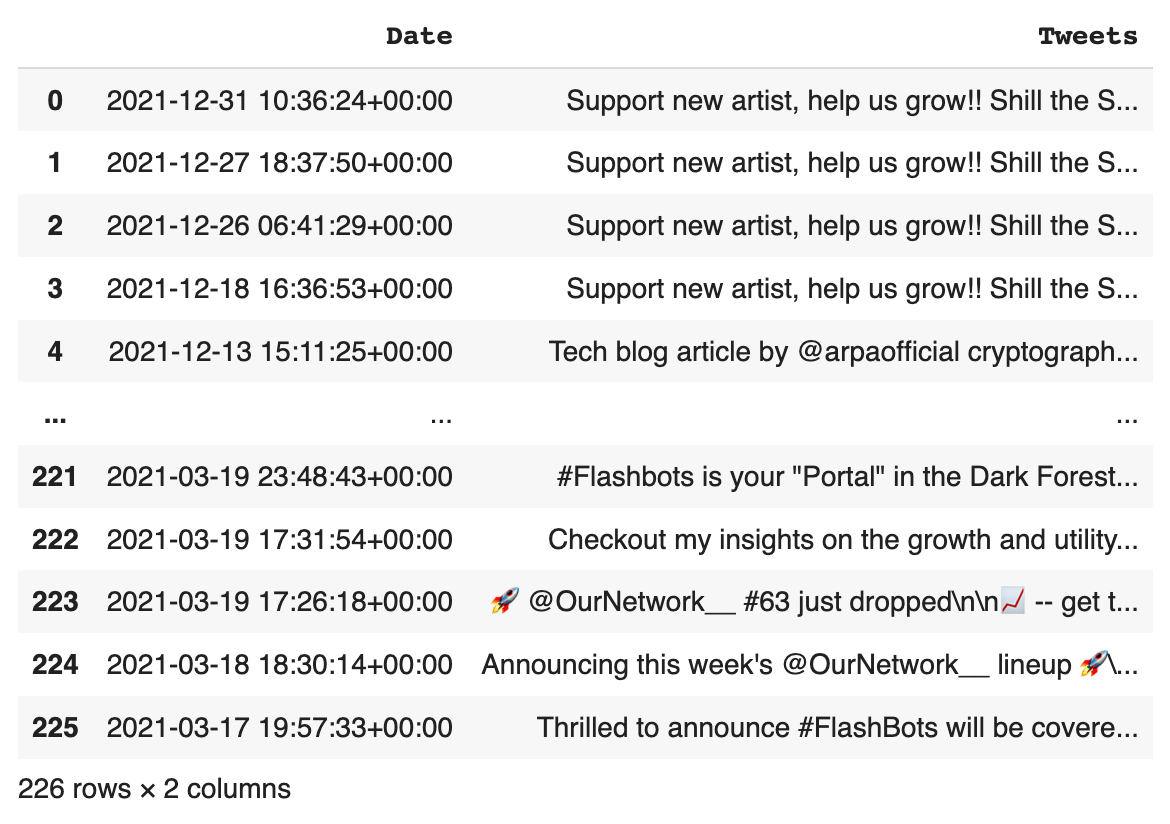 Date Tweets
0 2021-12-31 10:36:24+00:00 Support new artist, help us grow!! Shill the S...
1 2021-12-27 18:37:50+00:00 Support new artist, help us grow!! Shill the S...
2 2021-12-26 06:41:29+00:00 Support new artist, help us grow!! Shill the S...
3 2021-12-18 16:36:53+00:00 Support new artist, help us grow!! Shill the S...
4 2021-12-13 15:11:25+00:00 Tech blog article by @arpaofficial cryptograph...
... ... ...
221 2021-03-19 23:48:43+00:00 #Flashbots is your "Portal" in the Dark Forest...
222 2021-03-19 17:31:54+00:00 Checkout my insights on the growth and utility...
223 2021-03-19 17:26:18+00:00 🚀 @OurNetwork__ #63 just dropped\n\n📈 -- get t...
224 2021-03-18 18:30:14+00:00 Announcing this week's @OurNetwork__ lineup 🚀\...
225 2021-03-17 19:57:33+00:00 Thrilled to announce #FlashBots will be covere...
226 rows × 2 columns